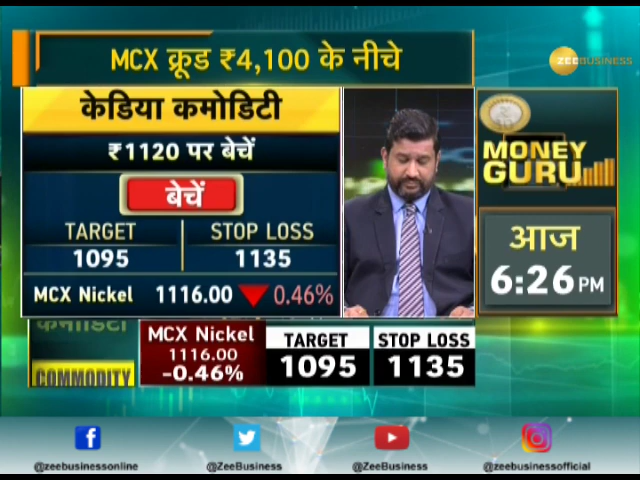 MCX क्रूड ₹4,100 के नीचे
ZEEBUSINESS
केडिया कमोडिटी
₹1120 पर बेचें
बेचें
TARGET STOP LOSS
1095 1135
MCX Nickel 1116.00 0.46%
MONEY
GURU
आज
6:26 PM
कमोडिटी
COMMODITY
MCX Nickel
1116.00
-0.46%
TARGET STOP LOSS
1095 1135
@zeebusinessonline @ZeeBusiness @ZeeBusiness @zeebusinessofficial